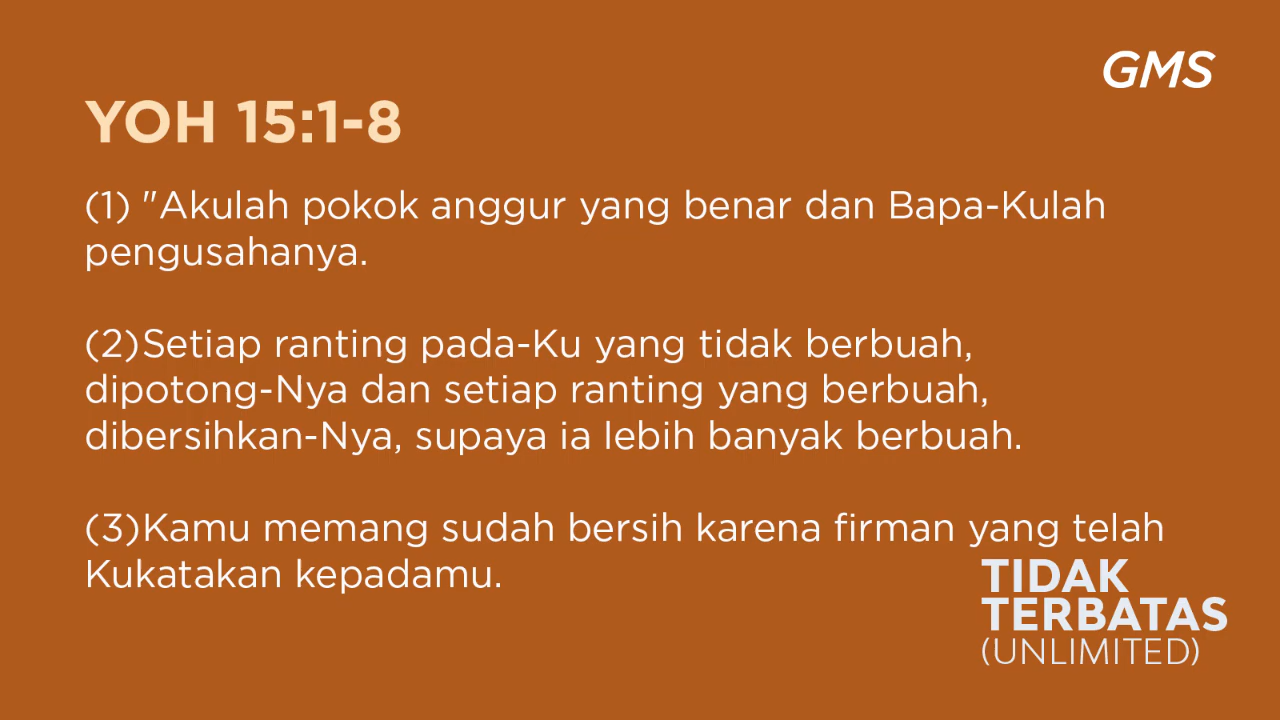 GMS
YOH 15:1-8
(1) "Akulah pokok anggur yang benar dan Bapa-Kulah
pengusahanya.
(2)Setiap ranting pada-Ku yang tidak berbuah,
dipotong-Nya dan setiap ranting yang berbuah,
dibersihkan-Nya, supaya ia lebih banyak berbuah.
(3)Kamu memang sudah bersih karena firman yang telah
Kukatakan kepadamu.
TIDAK
TERBATAS
(UNLIMITED)